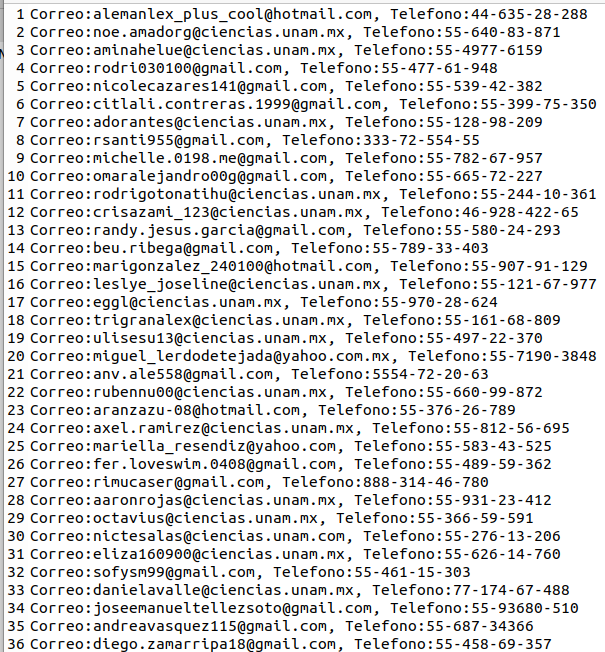 1 Correo:alemanlex_plus_cool@hotmail.com, Telefono:44-635-28-288
2 Correo:noe.amadorg@ciencias.unam.mx, Telefono:55-640-83-871
3 Correo:aminahelue@ciencias.unam.mx, Telefono:55-4977-6159
4 Correo:rodri030100@gmail.com, Telefono:55-477-61-948
5 Correo:nicolecazares141@gmail.com, Telefono:55-539-42-382
6 Correo:citlali.contreras.1999@gmail.com, Telefono:55-399-75-350
7 Correo:adorantes@ciencias.unam.mx, Telefono:55-128-98-209
8 Correo:rsanti955@gmail.com, Telefono:333-72-554-55
9 Correo:michelle.0198.me@gmail.com, Telefono:55-782-67-957
10 Correo:omaralejandro00g@gmail.com, Telefono:55-665-72-227
11 Correo:rodrigotonatihu@ciencias.unam.mx, Telefono:55-244-10-361
12 Correo:crisazami_123@ciencias.unam.mx, Telefono:46-928-422-65
13 Correo:randy.jesus.garcia@gmail.com, Telefono:55-580-24-293
14 Correo:beu.ribega@gmail.com, Telefono:55-789-33-403
15 Correo:marigonzalez_240100@hotmail.com, Telefono:55-907-91-129
16 Correo:leslye_joseline@ciencias.unam.mx, Telefono:55-121-67-977
17 Correo:eggl@ciencias.unam.mx, Telefono:55-970-28-624
18 Correo:trigranalex@ciencias.unam.mx, Telefono:55-161-68-809
19 Correo:ulisesu13@ciencias.unam.mx, Telefono:55-497-22-370
20 Correo:miguel_lerdodetejada@yahoo.com.mx, Telefono:55-7190-3848
21 Correo:anv.ale558@gmail.com, Telefono:5554-72-20-63
22 Correo:rubennu00@ciencias.unam.mx, Telefono:55-660-99-872
23 Correo:aranzazu-08@hotmail.com, Telefono:55-376-26-789
24 Correo:axel.ramirez@ciencias.unam.mx, Telefono:55-812-56-695
25 Correo:mariella_resendiz@yahoo.com, Telefono:55-583-43-525
26 Correo:fer.loveswim.0408@gmail.com, Telefono:55-489-59-362
27 Correo:rimucaser@gmail.com, Telefono:888-314-46-780
28 Correo:aaronrojas@ciencias.unam.mx, Telefono:55-931-23-412
29 Correo:octavius@ciencias.unam.mx, Telefono:55-366-59-591
30 Correo:nictesalas@ciencias.unam.com, Telefono:55-276-13-206
31 Correo:eliza160900@ciencias.unam.mx, Telefono:55-626-14-760
32 Correo:sofysm99@gmail.com, Telefono:55-461-15-303
33 Correo:danielavalle@ciencias.unam.mx, Telefono:77-174-67-488
34 Correo:joseemanueltellezsoto@gmail.com, Telefono:55-93680-510
35 Correo:andreavasquez115@gmail.com, Telefono:55-687-34366
36 Correo:diego.zamarripa18@gmail.com, Telefono:55-458-69-357